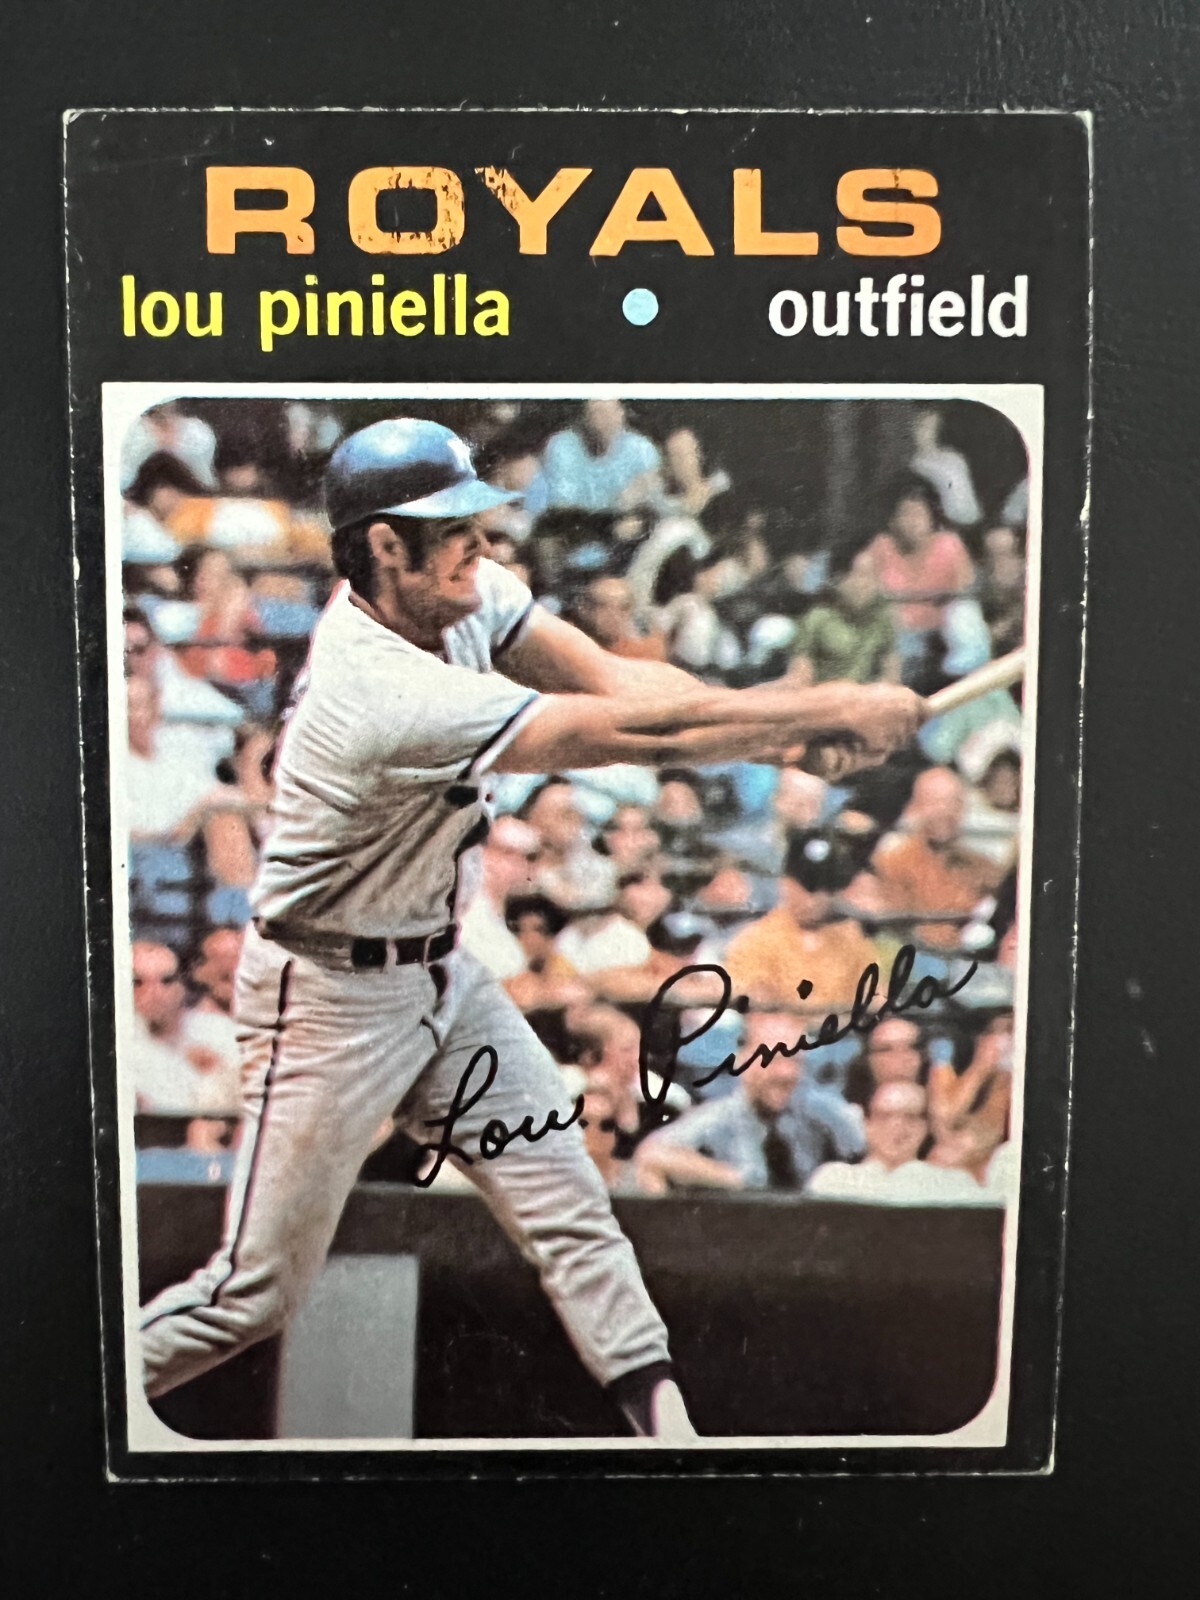 ROYALS
lou piniella • outfield
Lou Piniella